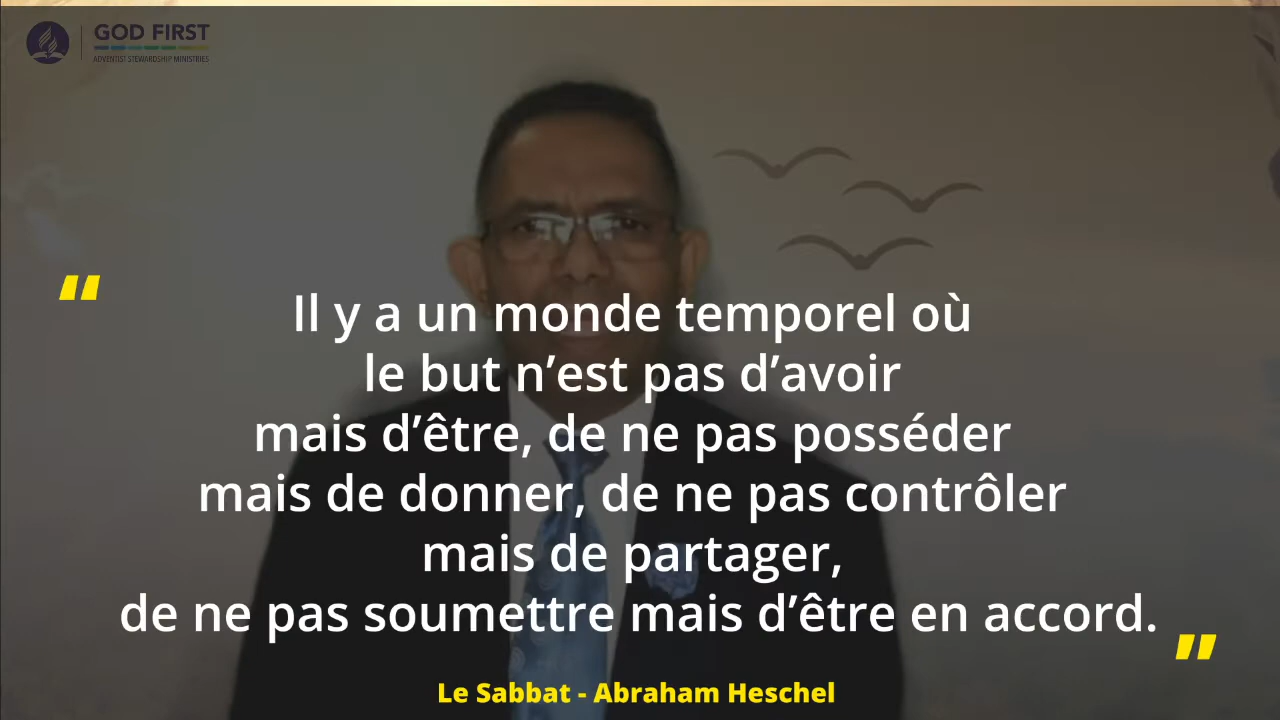 GOD FIRST
ADVENTIST STEWARDSHIP MINISTRIES
“
Il y a un monde temporel où
le but n’est pas d’avoir
mais d’être, de ne pas posséder
mais de donner, de ne pas contrôler
mais de partager,
de ne pas soumettre mais d’être en accord.
”
Le Sabbat - Abraham Heschel